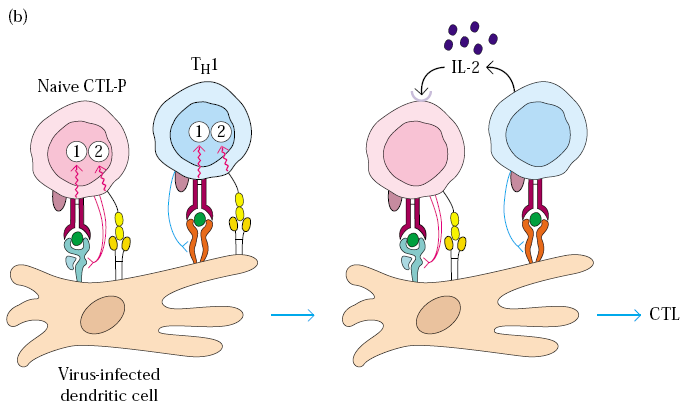 (b)
Naive CTL-P
TH1
1 2
1 2
Virus-infected
dendritic cell
IL-2
CTL